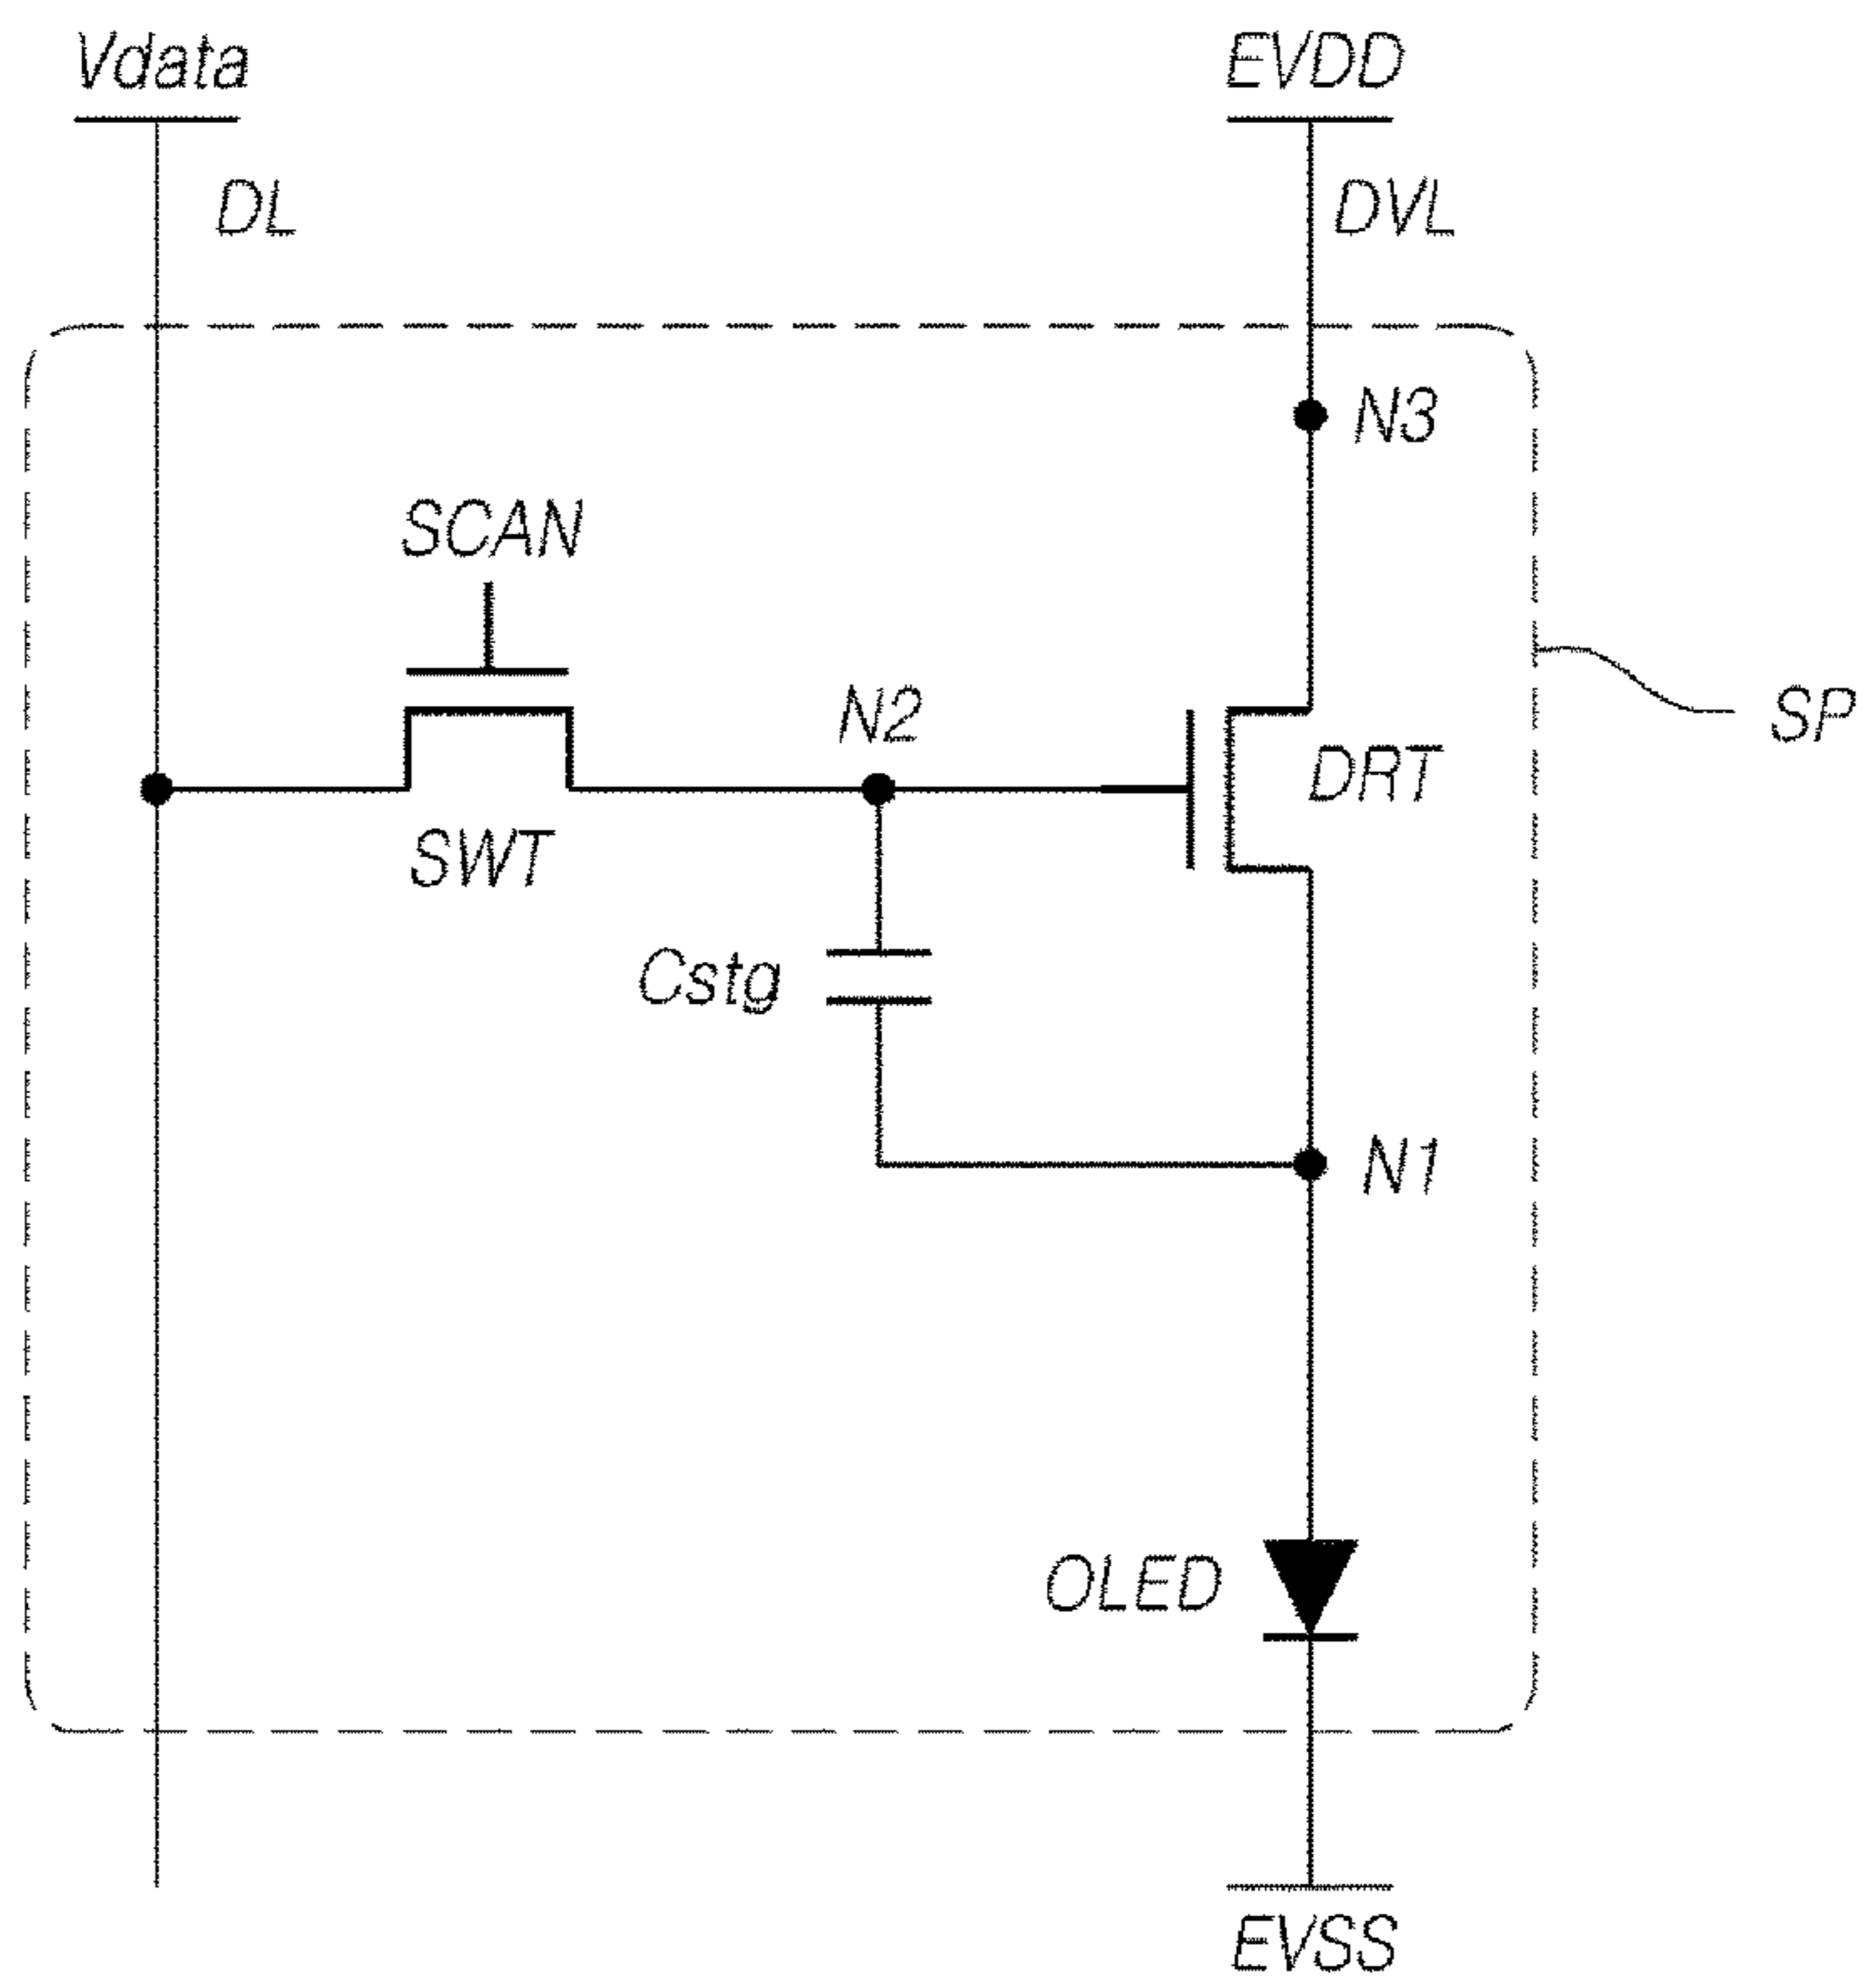 Vdata
EVDD
DL
DVL
N3
SCAN
N2
SP
DRT
SWT
Cstg
N1
OLED
EVSS